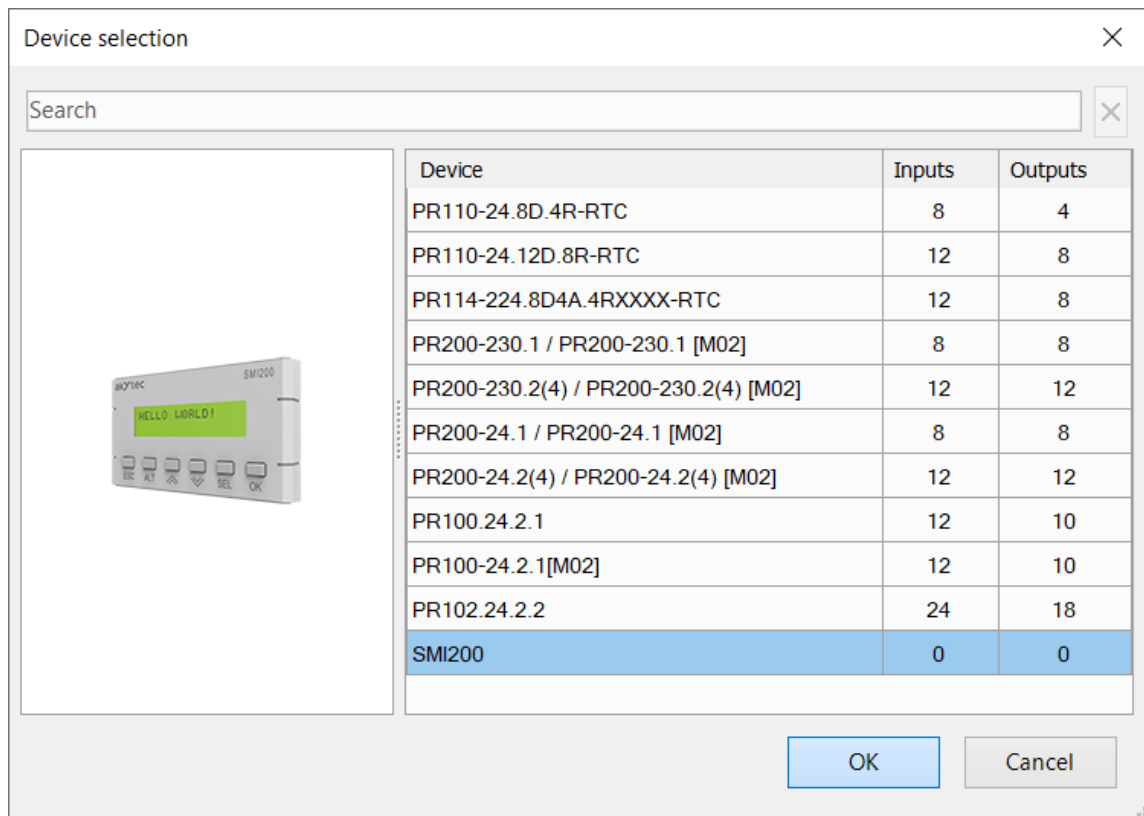 Device selection
Search
Device Inputs Outputs
PR110-24.8D.4R-RTC 8 4
PR110-24.12D.8R-RTC 12 8
PR114-224.8D4A.4RXXXX-RTC 12 8
PR200-230.1 / PR200-230.1 [M02] 8 8
PR200-230.2(4) / PR200-230.2(4) [M02] 12 12
PR200-24.1 / PR200-24.1 [M02] 8 8
PR200-24.2(4) / PR200-24.2(4) [M02] 12 12
PR100.24.2.1 12 10
PR100-24.2.1[M02] 12 10
PR102.24.2.2 24 18
SMI200 0 0
akYtec SMI200
HELLO WORLD!
ESC ALT SEL OK
OK Cancel